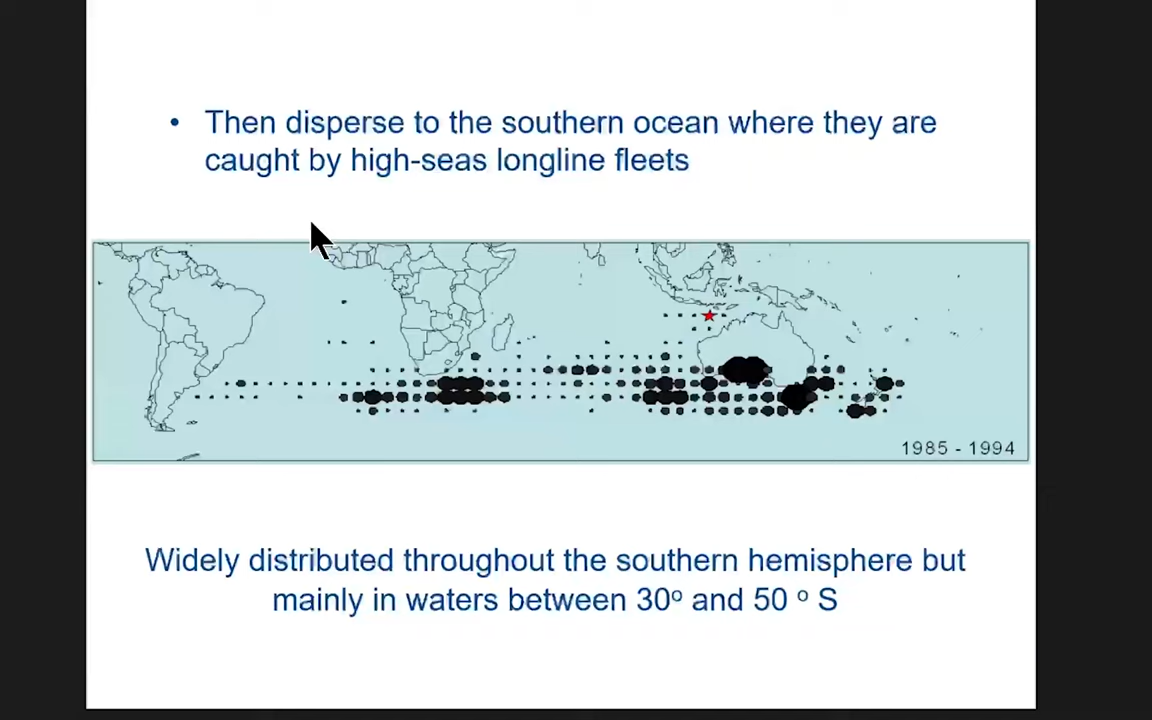 • Then disperse to the southern ocean where they are
caught by high-seas longline fleets
1985 - 1994
Widely distributed throughout the southern hemisphere but
mainly in waters between 30º and 50 º S